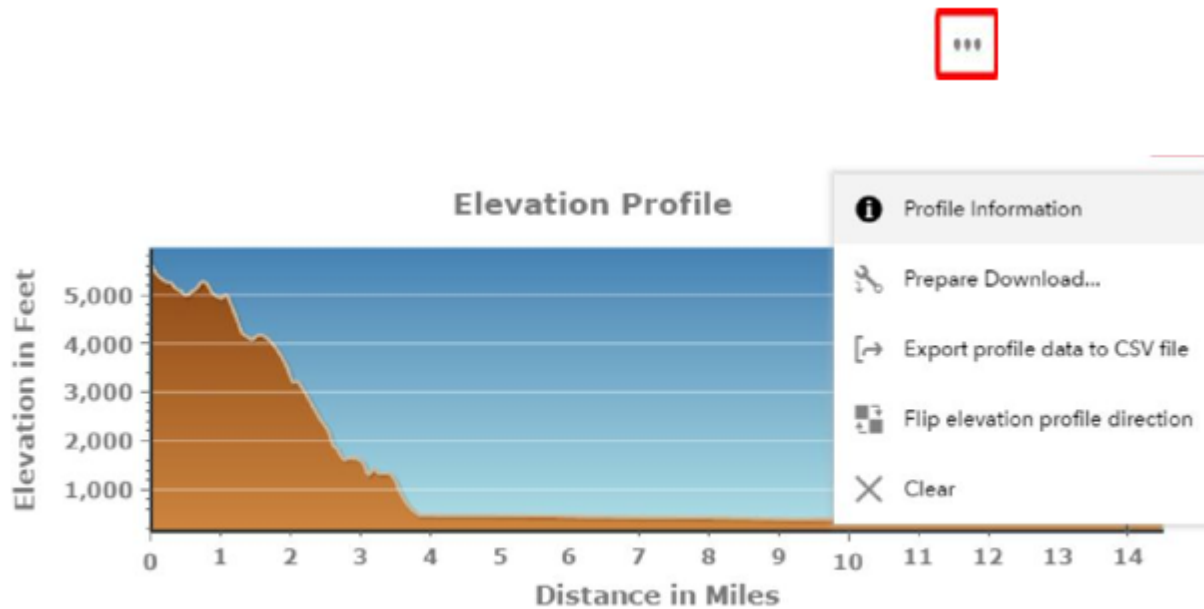 Elevation Profile
Profile Information
Prepare Download...
Export profile data to CSV file
Flip elevation profile direction
Clear
Elevation in Feet
5,000
4,000
3,000
2,000
1,000
0 1 2 3 4 5 6 7 8 9 10 11 12 13 14
Distance in Miles